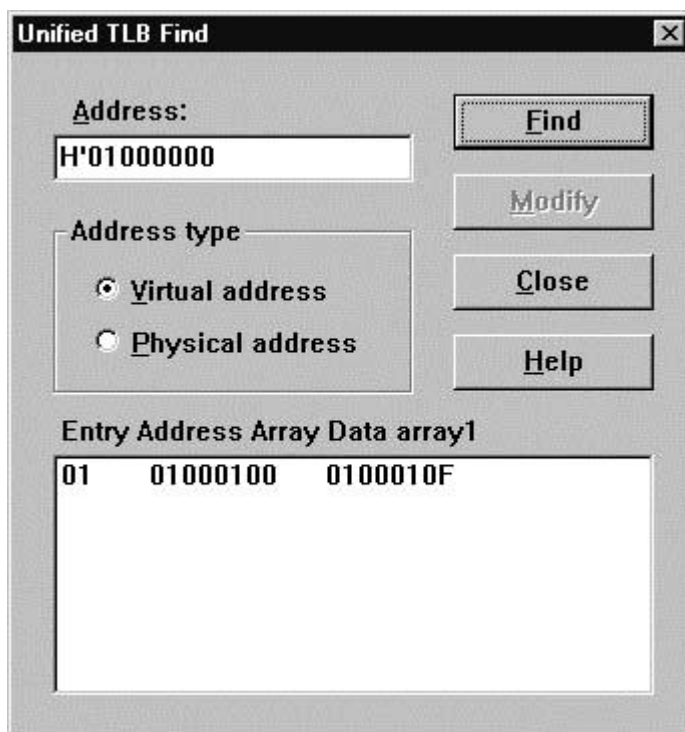 Unified TLB Find
Address:
Find
H'01000000
Modify
Address type
Virtual address
Close
Physical address
Help
Entry Address Array Data array1
01 01000100 0100010F